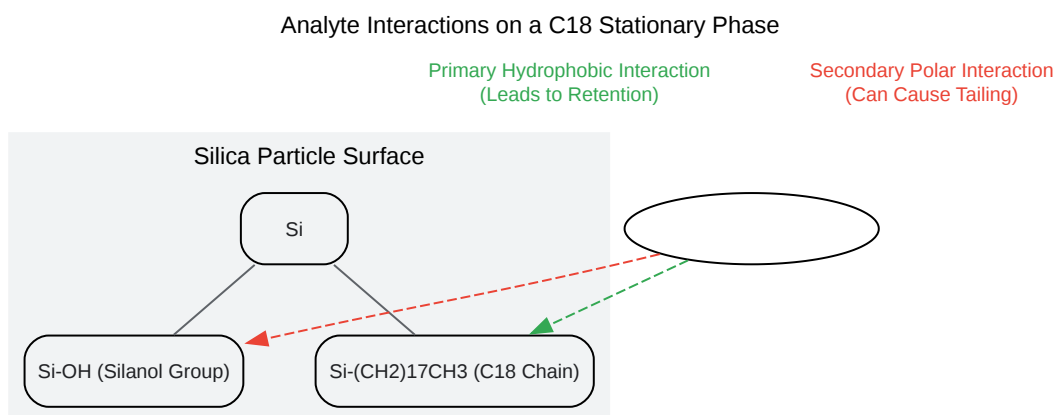 Analyte Interactions on a C18 Stationary Phase
Primary Hydrophobic Interaction
(Leads to Retention)
Secondary Polar Interaction
(Can Cause Tailing)
Silica Particle Surface
Si
Si-OH (Silanol Group)
Si-(CH2)17CH3 (C18 Chain)